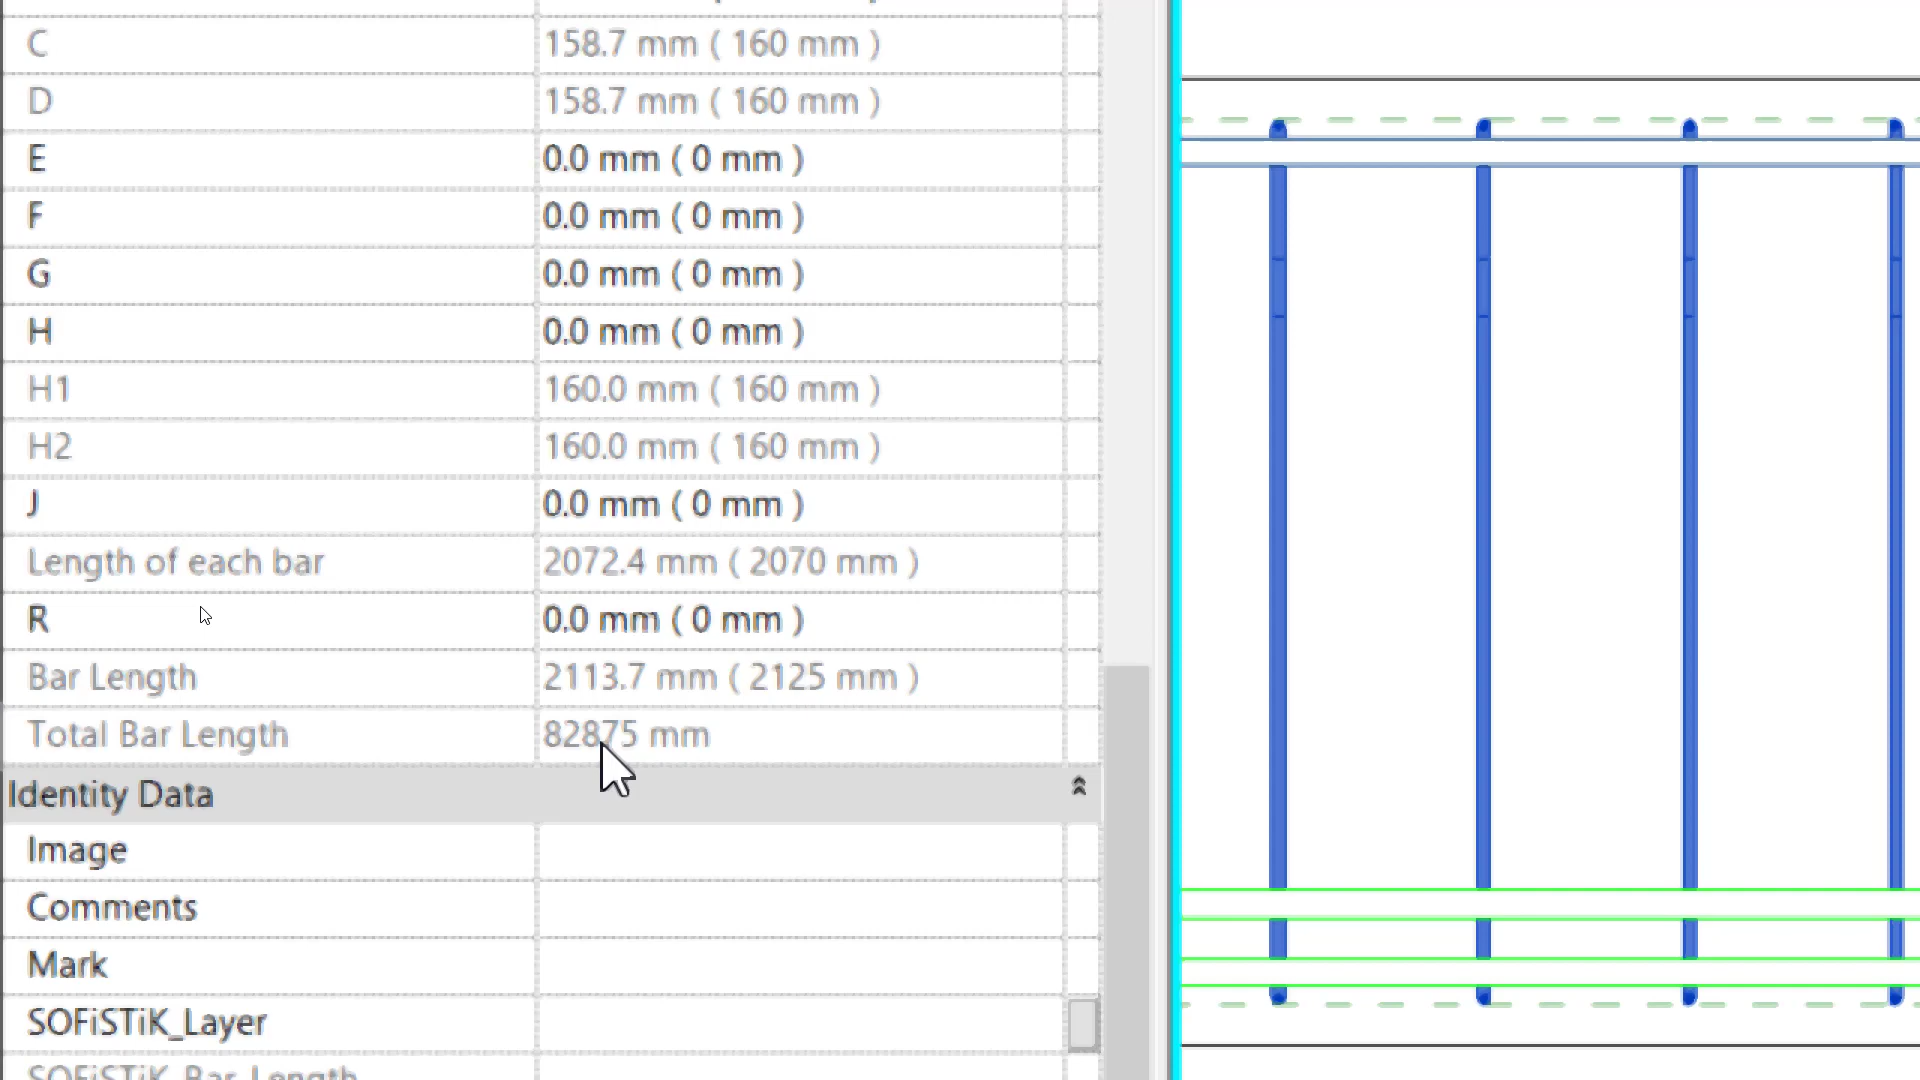 C 158.7 mm ( 160 mm )
D 158.7 mm ( 160 mm )
E 0.0 mm ( 0 mm )
F 0.0 mm ( 0 mm )
G 0.0 mm ( 0 mm )
H 0.0 mm ( 0 mm )
H1 160.0 mm ( 160 mm )
H2 160.0 mm ( 160 mm )
J 0.0 mm ( 0 mm )
Length of each bar 2072.4 mm ( 2070 mm )
R 0.0 mm ( 0 mm )
Bar Length 2113.7 mm ( 2125 mm )
Total Bar Length 82875 mm
Identity Data
Image
Comments
Mark
SOFiSTiK_Layer
SOFiSTiK_Bar_Length